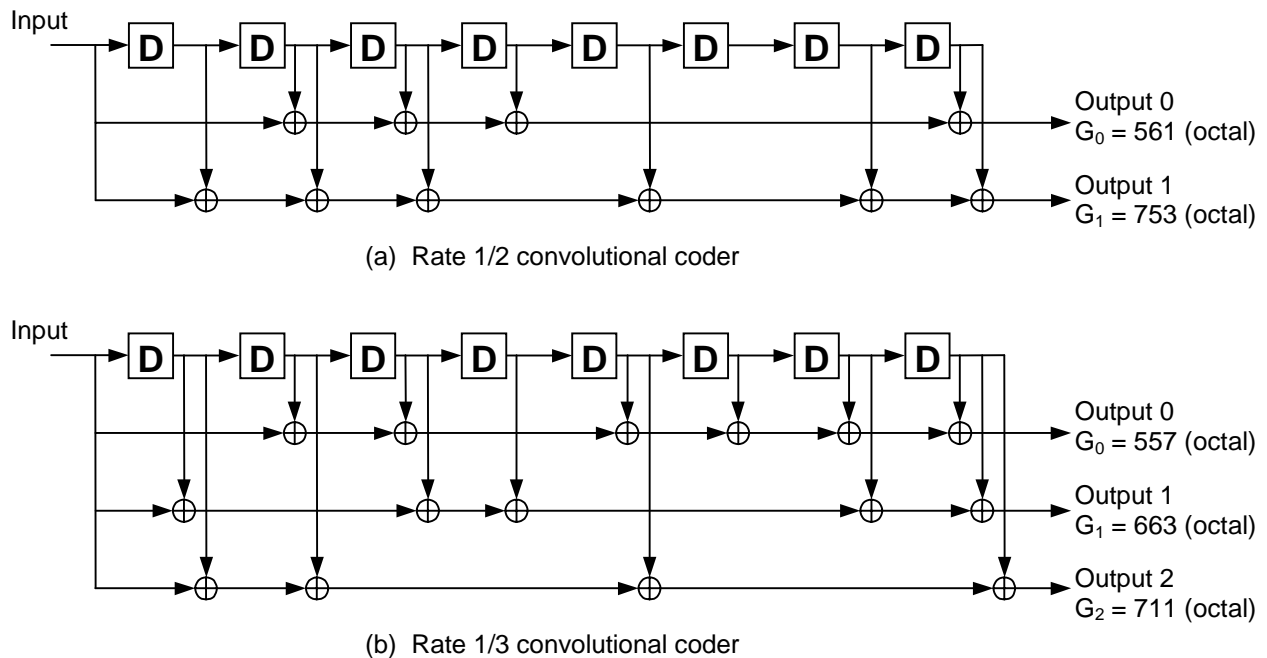 Input
D D D D D D D D
Output 0
G₀ = 561 (octal)
Output 1
G₁ = 753 (octal)
(a) Rate 1/2 convolutional coder
Input
D D D D D D D D
Output 0
G₀ = 557 (octal)
Output 1
G₁ = 663 (octal)
Output 2
G₂ = 711 (octal)
(b) Rate 1/3 convolutional coder